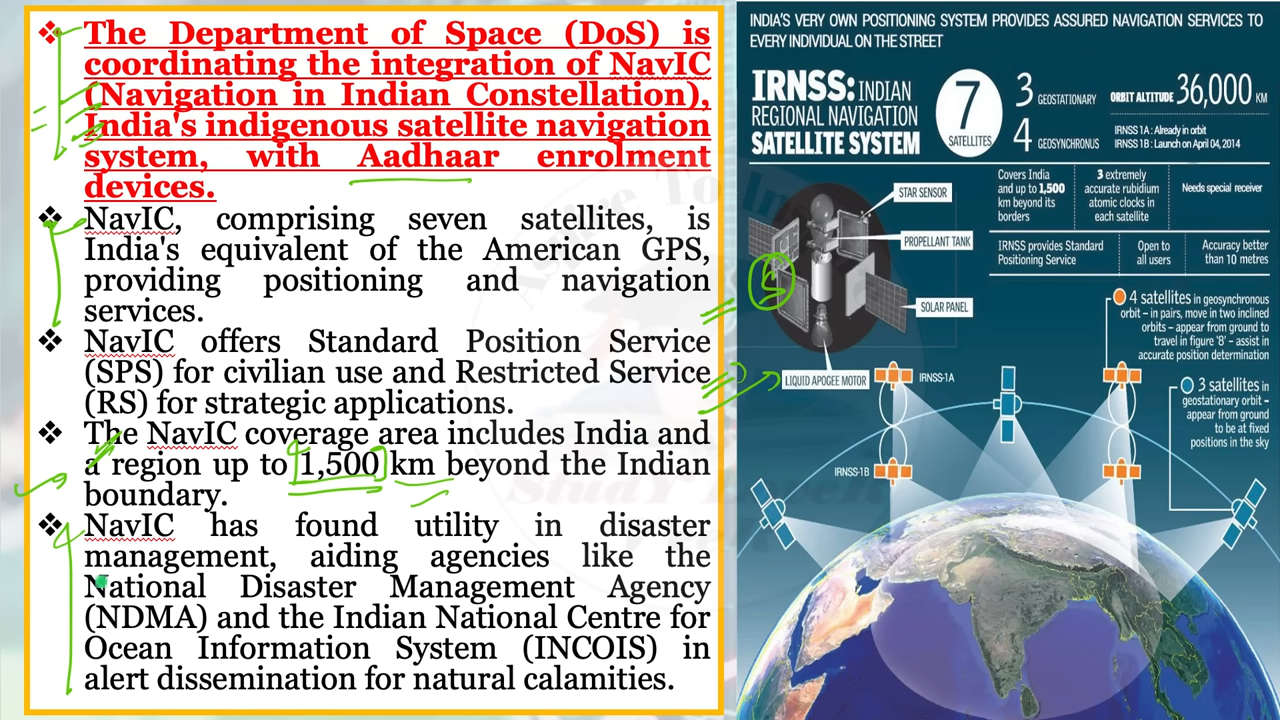 ❖ The Department of Space (DoS) is
coordinating the integration of NavIC
(Navigation in Indian Constellation),
India's indigenous satellite navigation
system, with Aadhaar enrolment
devices.
❖ NavIC, comprising seven satellites, is
India's equivalent of the American GPS,
providing positioning and navigation
services.
❖ NavIC offers Standard Position Service
(SPS) for civilian use and Restricted Service
(RS) for strategic applications.
❖ The NavIC coverage area includes India and
a region up to 1,500 km beyond the Indian
boundary.
❖ NavIC has found utility in disaster
management, aiding agencies like the
National Disaster Management Agency
(NDMA) and the Indian National Centre for
Ocean Information System (INCOIS) in
alert dissemination for natural calamities.
INDIA'S VERY OWN POSITIONING SYSTEM PROVIDES ASSURED NAVIGATION SERVICES TO
EVERY INDIVIDUAL ON THE STREET
IRNSS: INDIAN
REGIONAL NAVIGATION
SATELLITE SYSTEM
7
SATELLITES
3 GEOSTATIONARY
4 GEOSYNCHRONUS
ORBIT ALTITUDE 36,000 KM
IRNSS 1A : Already in orbit
IRNSS 1B : Launch on April 04, 2014
Covers India
and up to 1,500
km beyond its
borders
3 extremely
accurate rubidium
atomic clocks in
each satellite
Needs special receiver
IRNSS provides Standard
Positioning Service
Open to
all users
Accuracy better
than 10 metres
STAR SENSOR
PROPELLANT TANK
SOLAR PANEL
LIQUID APOGEE MOTOR
4 satellites in geosynchronous
orbit – in pairs, move in two inclined
orbits – appear from ground to
travel in figure '8' – assist in
accurate position determination
IRNSS-1A
3 satellites in
geostationary orbit –
appear from ground
to be at fixed
positions in the sky
IRNSS-1B